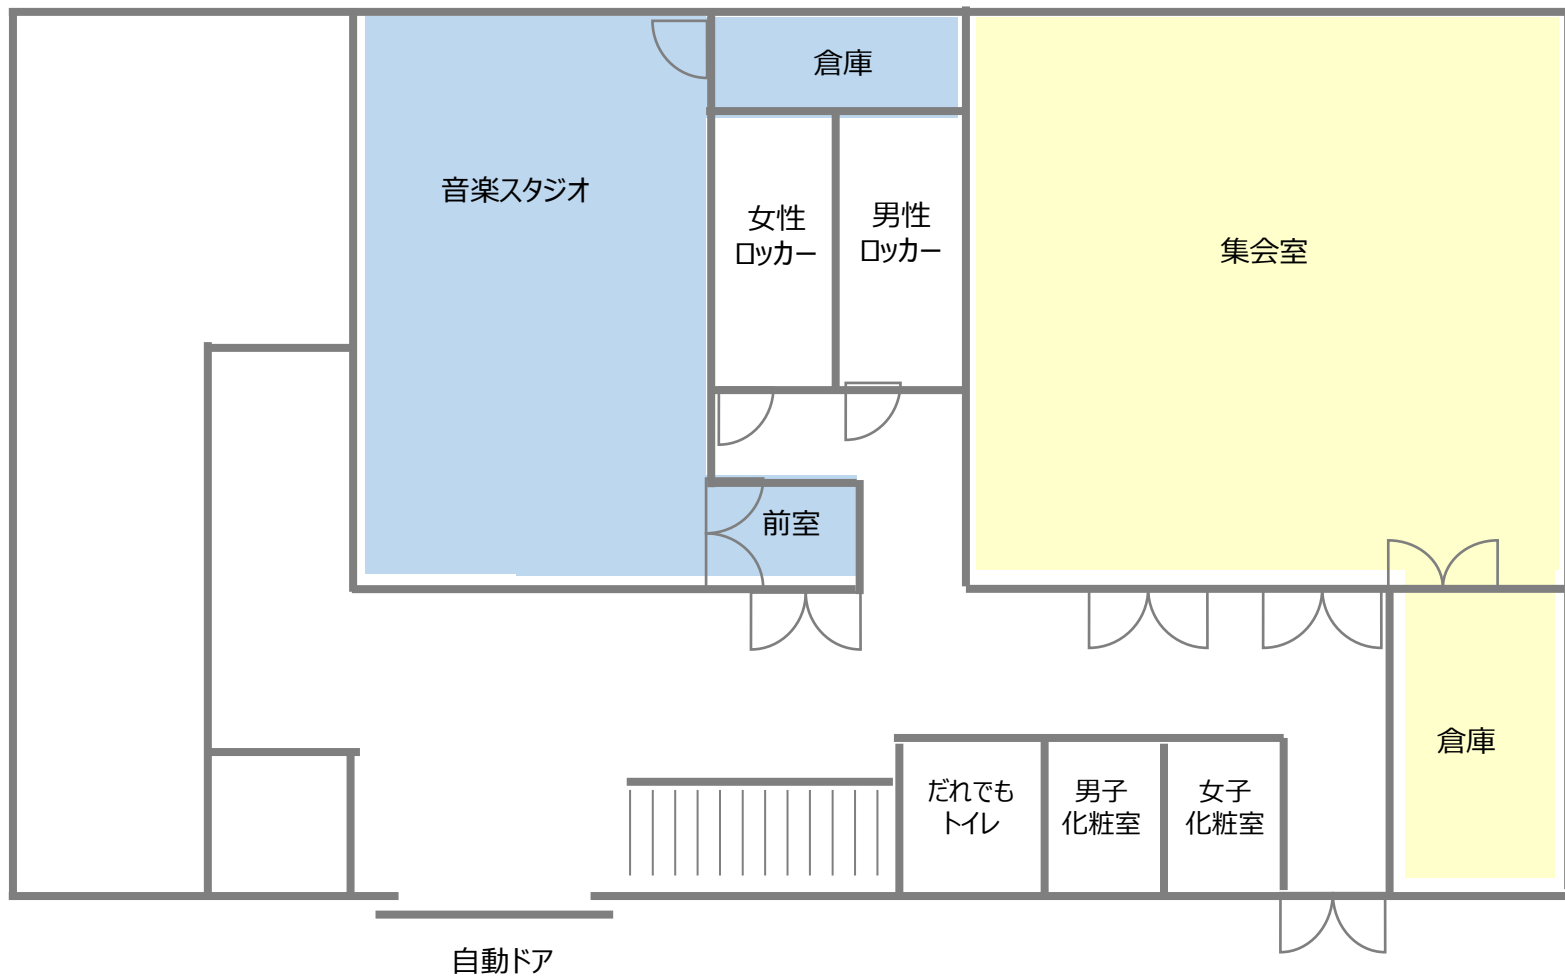 倉庫
音楽スタジオ
女性
ロッカー
男性
ロッカー
集会室
前室
倉庫
だれでも
トイレ
男子
化粧室
女子
化粧室
自動ドア